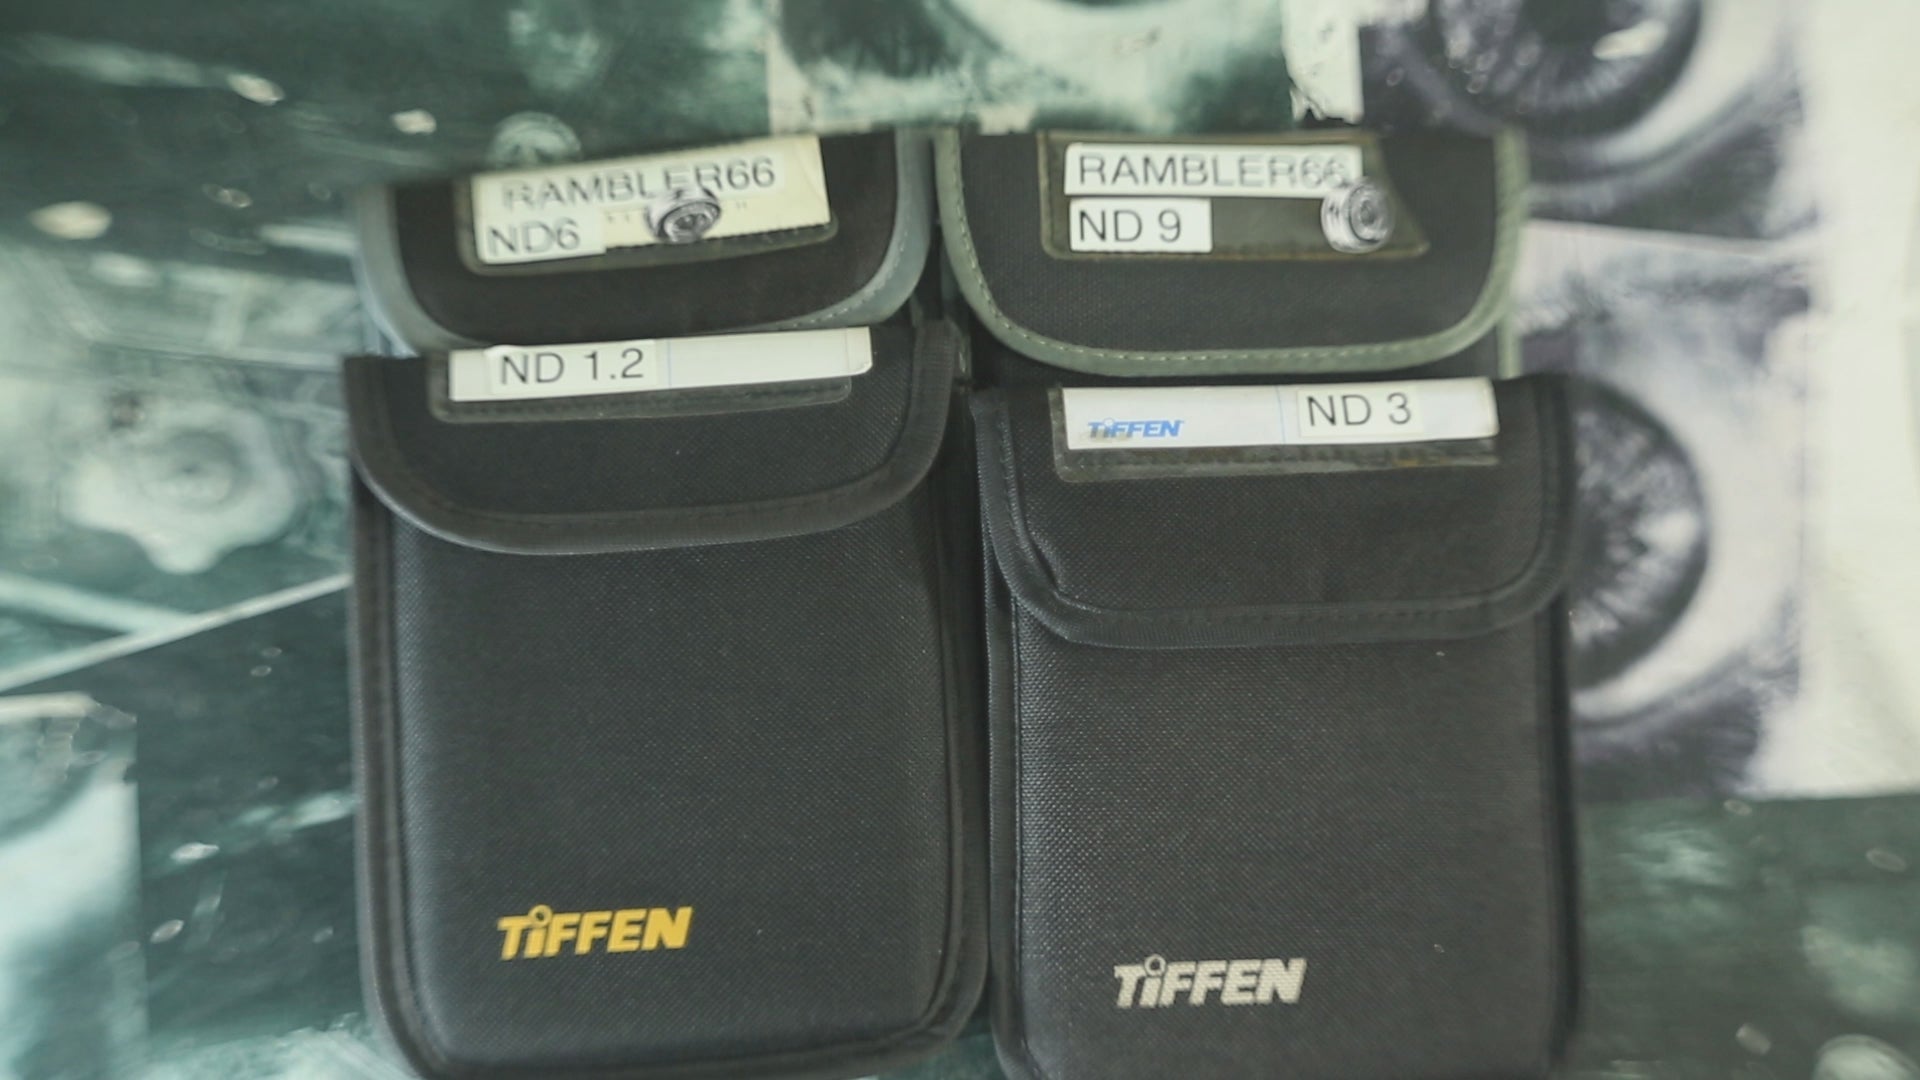 RAMBLER66
ND6
RAMBLER66
ND 9
ND 1.2
TIFFEN
ND 3
TIFFEN
TIFFEN